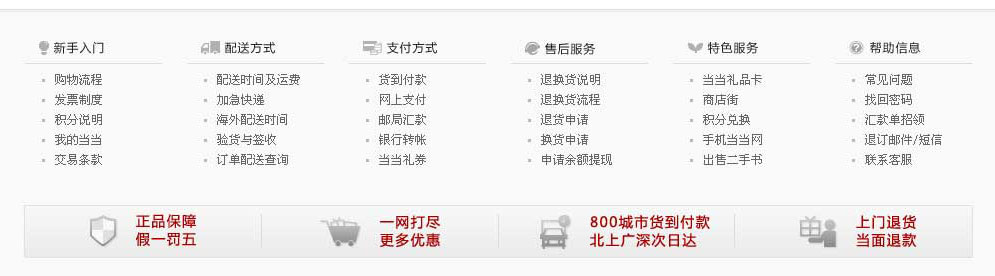 新手入门
购物流程
发票制度
积分说明
我的当当
交易条款
配送方式
配送时间及运费
加急快递
海外配送时间
验货与签收
订单配送查询
支付方式
货到付款
网上支付
邮局汇款
银行转帐
当当礼券
售后服务
退换货说明
退换货流程
退货申请
换货申请
申请余额提现
特色服务
当当礼品卡
商店街
积分兑换
手机当当网
出售二手书
帮助信息
常见问题
找回密码
汇款单招领
退订邮件/短信
联系客服
正品保障
假一罚五
一网打尽
更多优惠
800城市货到付款
北上广深次日达
上门退货
当面退款